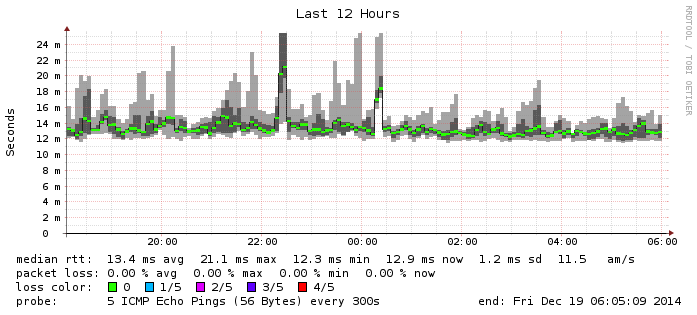 Last 12 Hours
RRDTOOL / TOBI OETIKER
Seconds
24 m
22 m
20 m
18 m
16 m
14 m
12 m
10 m
8 m
6 m
4 m
2 m
0
20:00 22:00 00:00 02:00 04:00 06:00
median rtt: 13.4 ms avg 21.1 ms max 12.3 ms min 12.9 ms now 1.2 ms sd 11.5 am/s
packet loss: 0.00 % avg 0.00 % max 0.00 % min 0.00 % now
loss color: 0 1/5 2/5 3/5 4/5
probe: 5 ICMP Echo Pings (56 Bytes) every 300s end: Fri Dec 19 06:05:09 2014